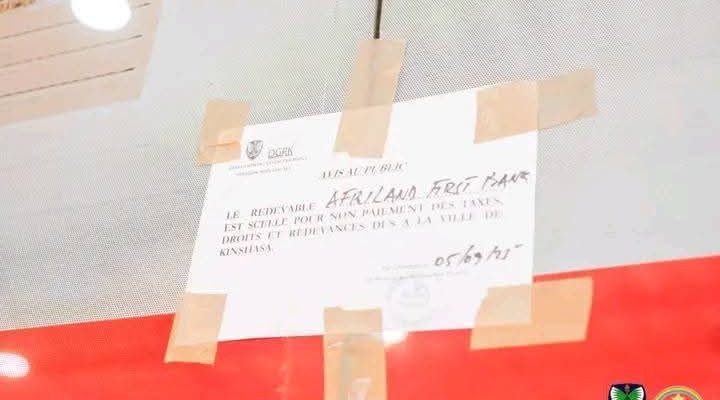 DGRK
AVIS AU PUBLIC
LE REDEVABLE AFRILAND FIRST BANK
EST SCELLE POUR NON PAIEMENT DES TAXES,
DROITS ET REDEVANCES DUS A LA VILLE DE
KINSHASA.
05/09/25